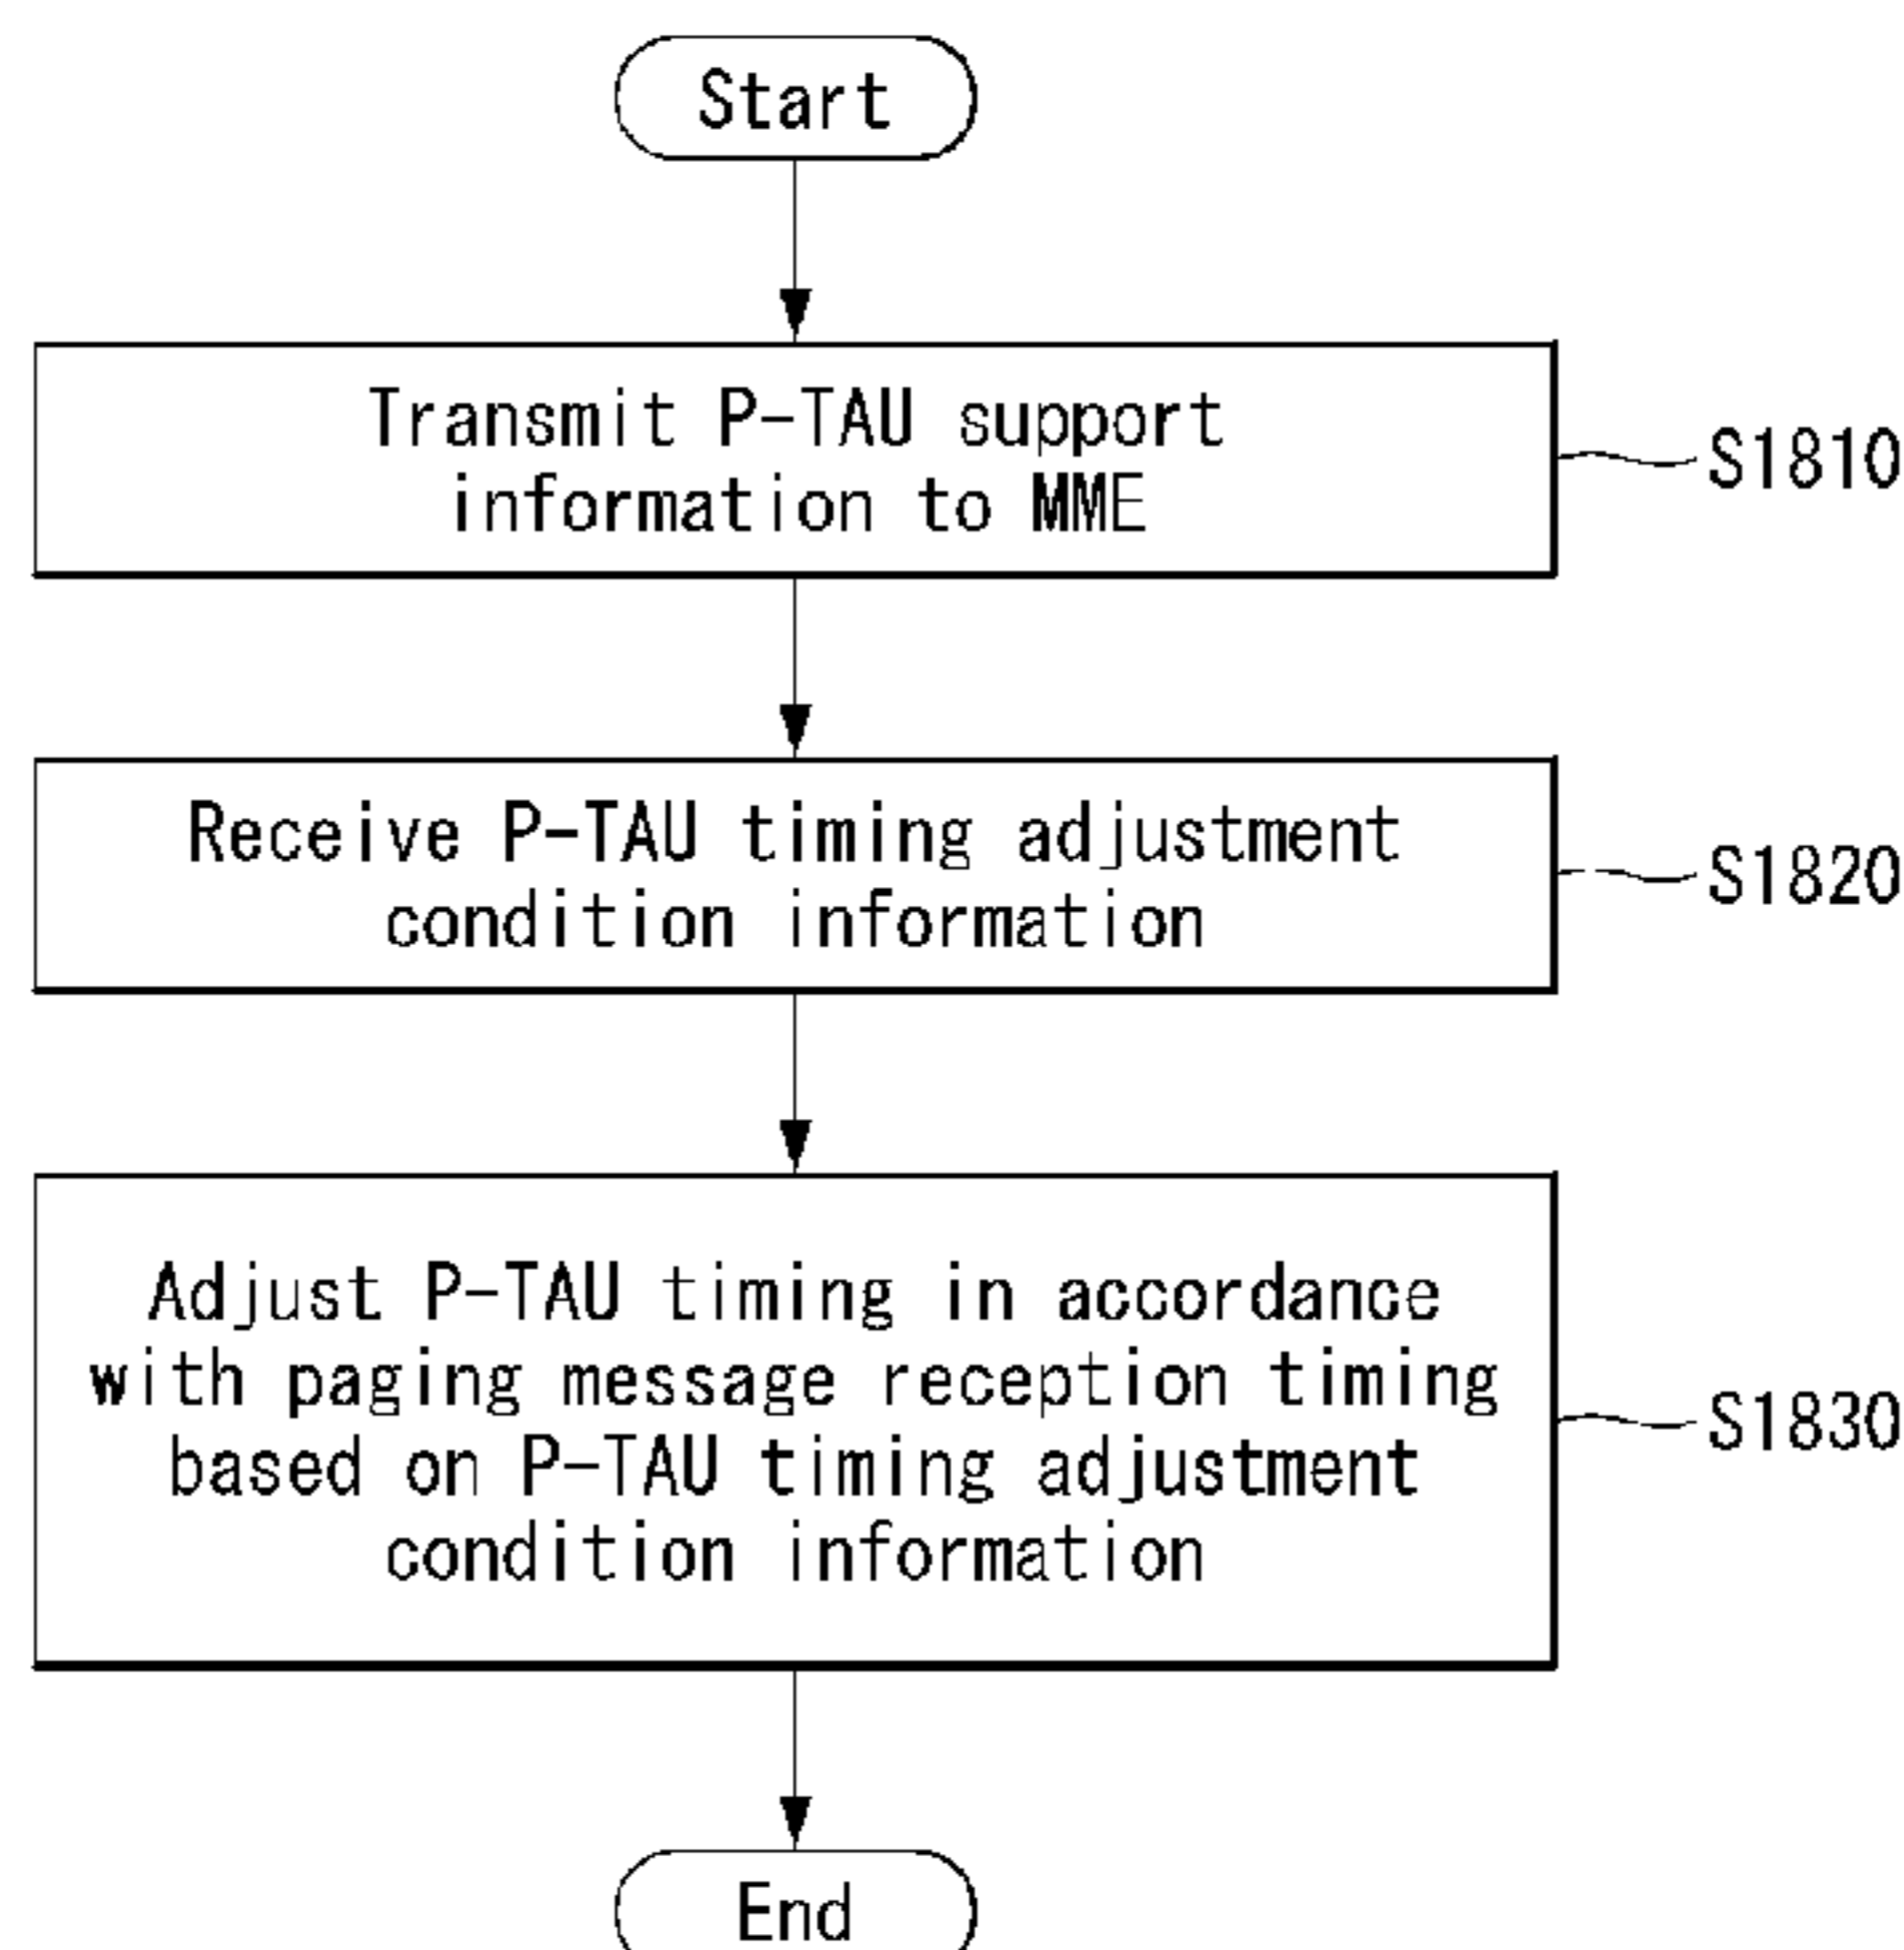 Start
Transmit P-TAU support
information to MME
S1810
Receive P-TAU timing adjustment
condition information
S1820
Adjust P-TAU timing in accordance
with paging message reception timing
based on P-TAU timing adjustment
condition information
S1830
End